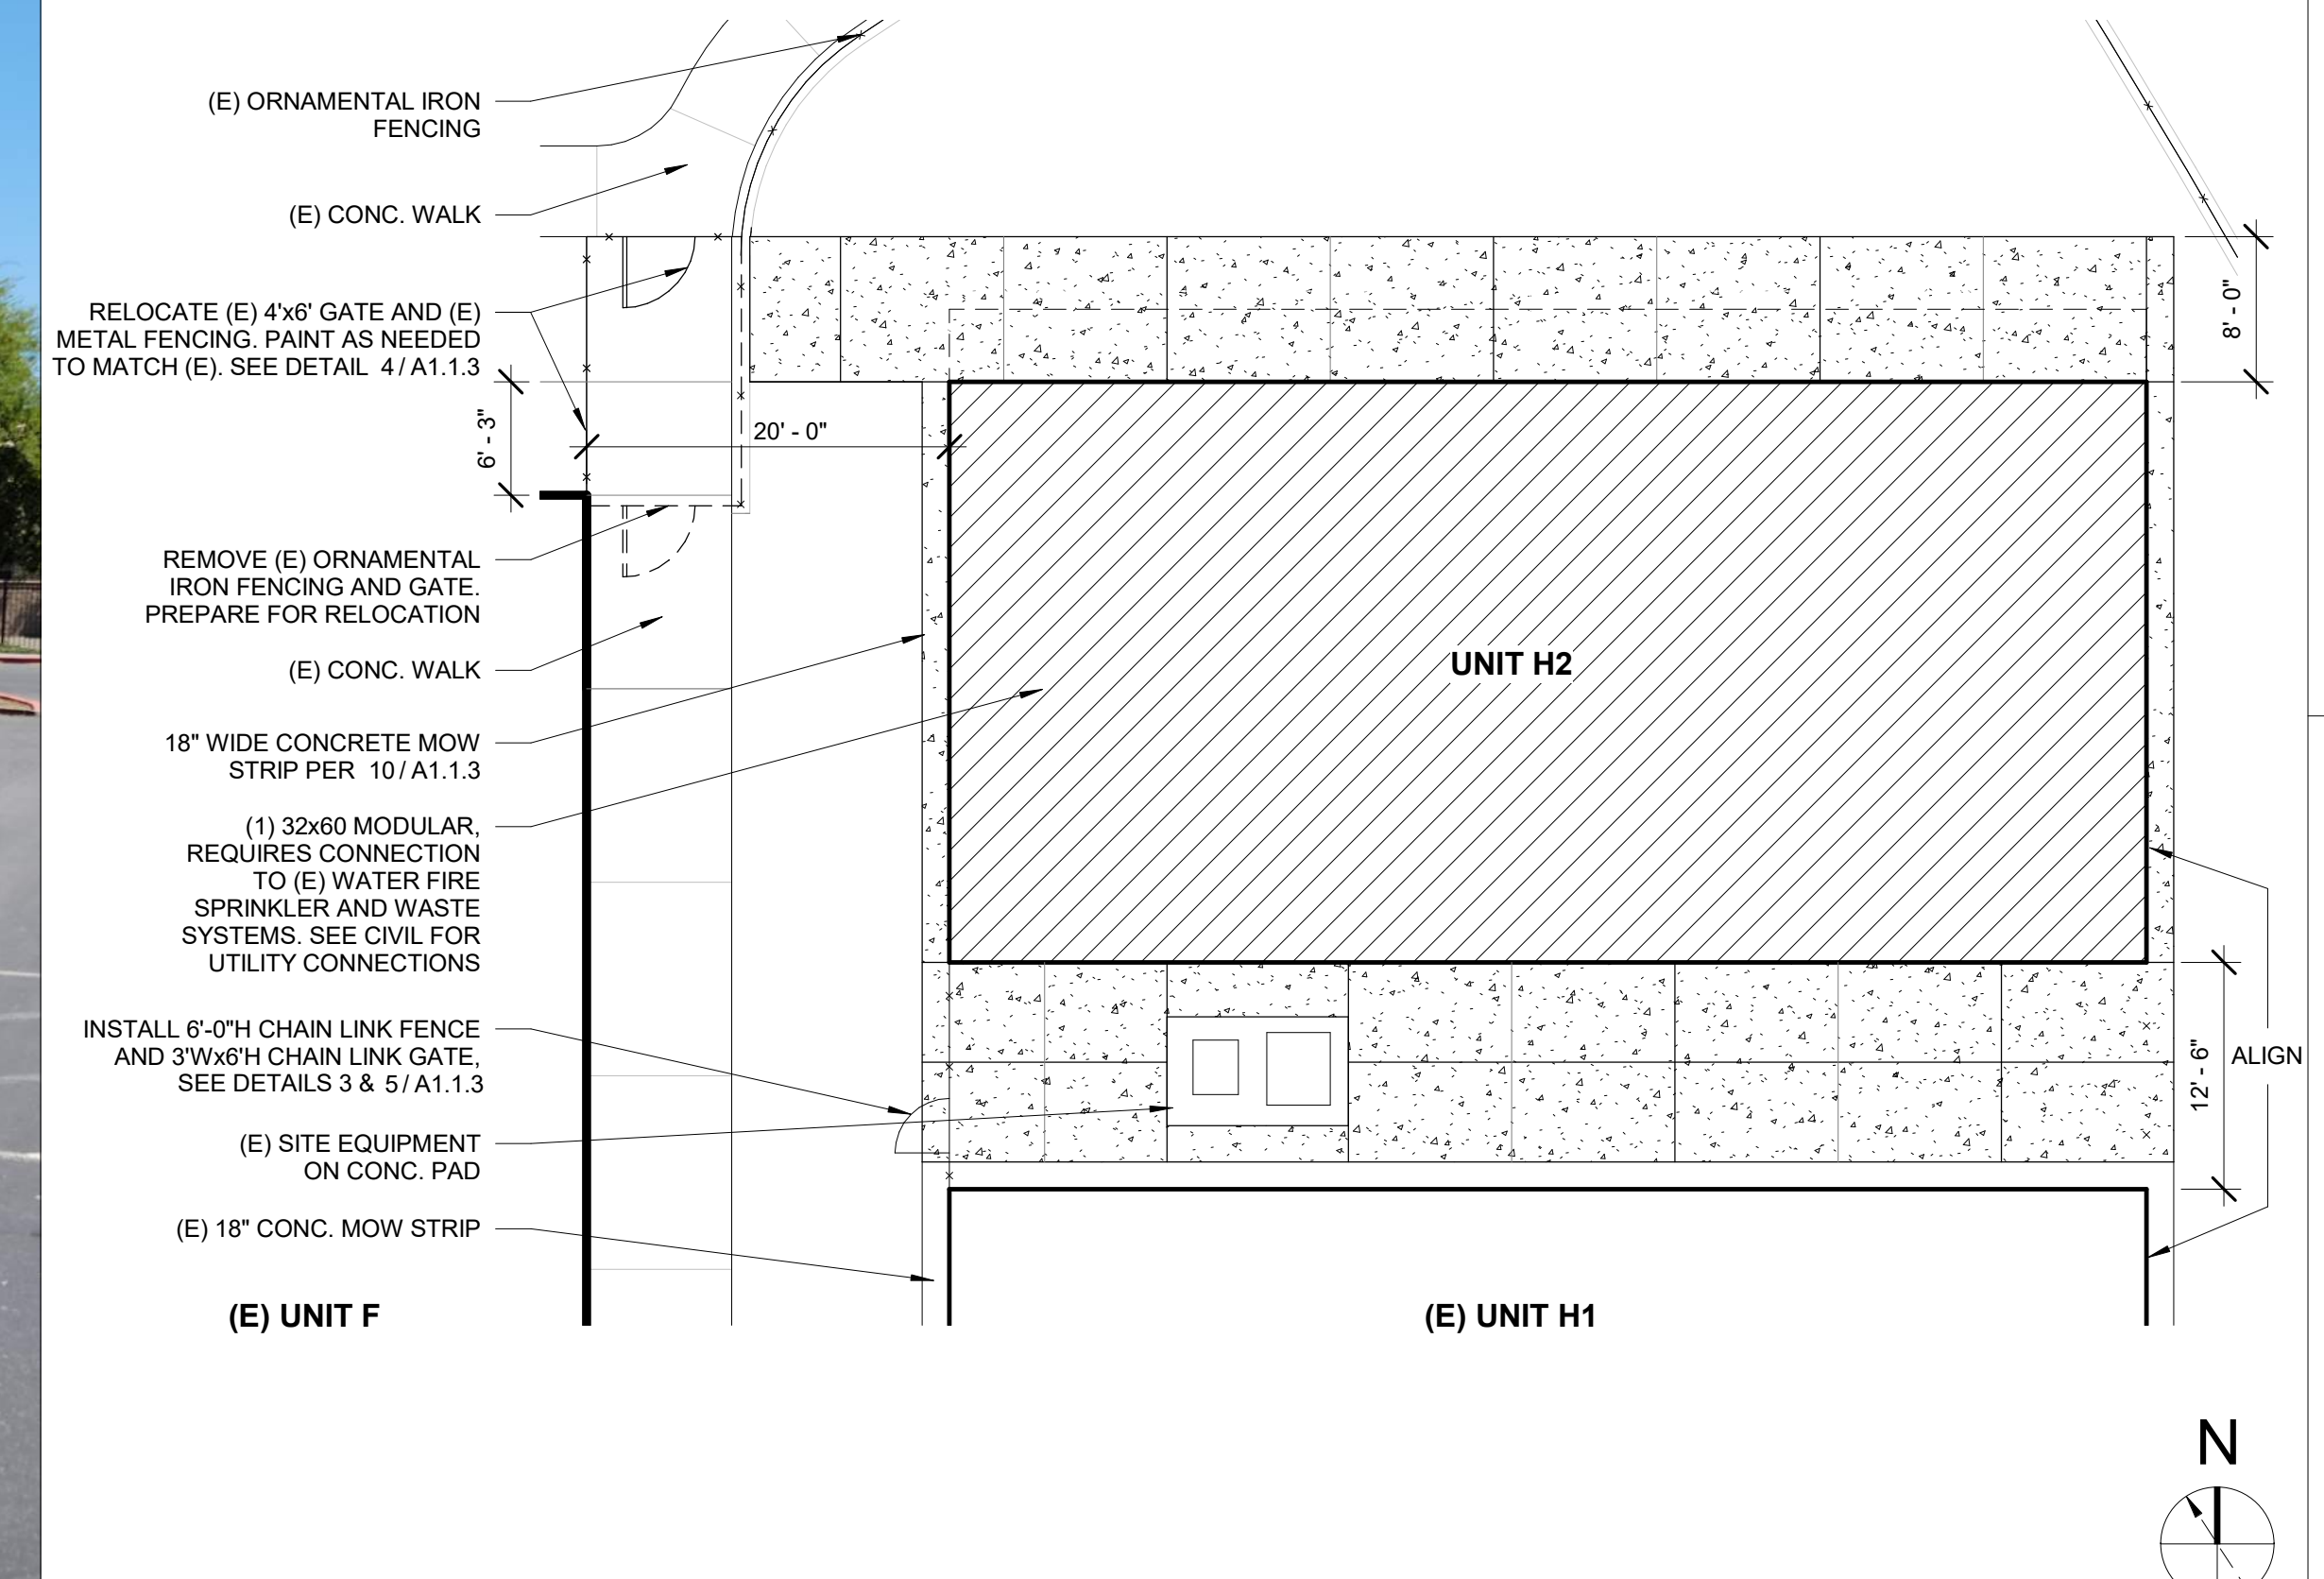 (E) ORNAMENTAL IRON
FENCING
(E) CONC. WALK
RELOCATE (E) 4'x6' GATE AND (E)
METAL FENCING. PAINT AS NEEDED
TO MATCH (E). SEE DETAIL 4 / A1.1.3
6' - 3"
20' - 0"
8' - 0"
REMOVE (E) ORNAMENTAL
IRON FENCING AND GATE.
PREPARE FOR RELOCATION
(E) CONC. WALK
UNIT H2
18" WIDE CONCRETE MOW
STRIP PER 10 / A1.1.3
(1) 32x60 MODULAR,
REQUIRES CONNECTION
TO (E) WATER FIRE
SPRINKLER AND WASTE
SYSTEMS. SEE CIVIL FOR
UTILITY CONNECTIONS
INSTALL 6'-0"H CHAIN LINK FENCE
AND 3'Wx6'H CHAIN LINK GATE,
SEE DETAILS 3 & 5 / A1.1.3
12' - 6"
ALIGN
(E) SITE EQUIPMENT
ON CONC. PAD
(E) 18" CONC. MOW STRIP
(E) UNIT F
(E) UNIT H1
N